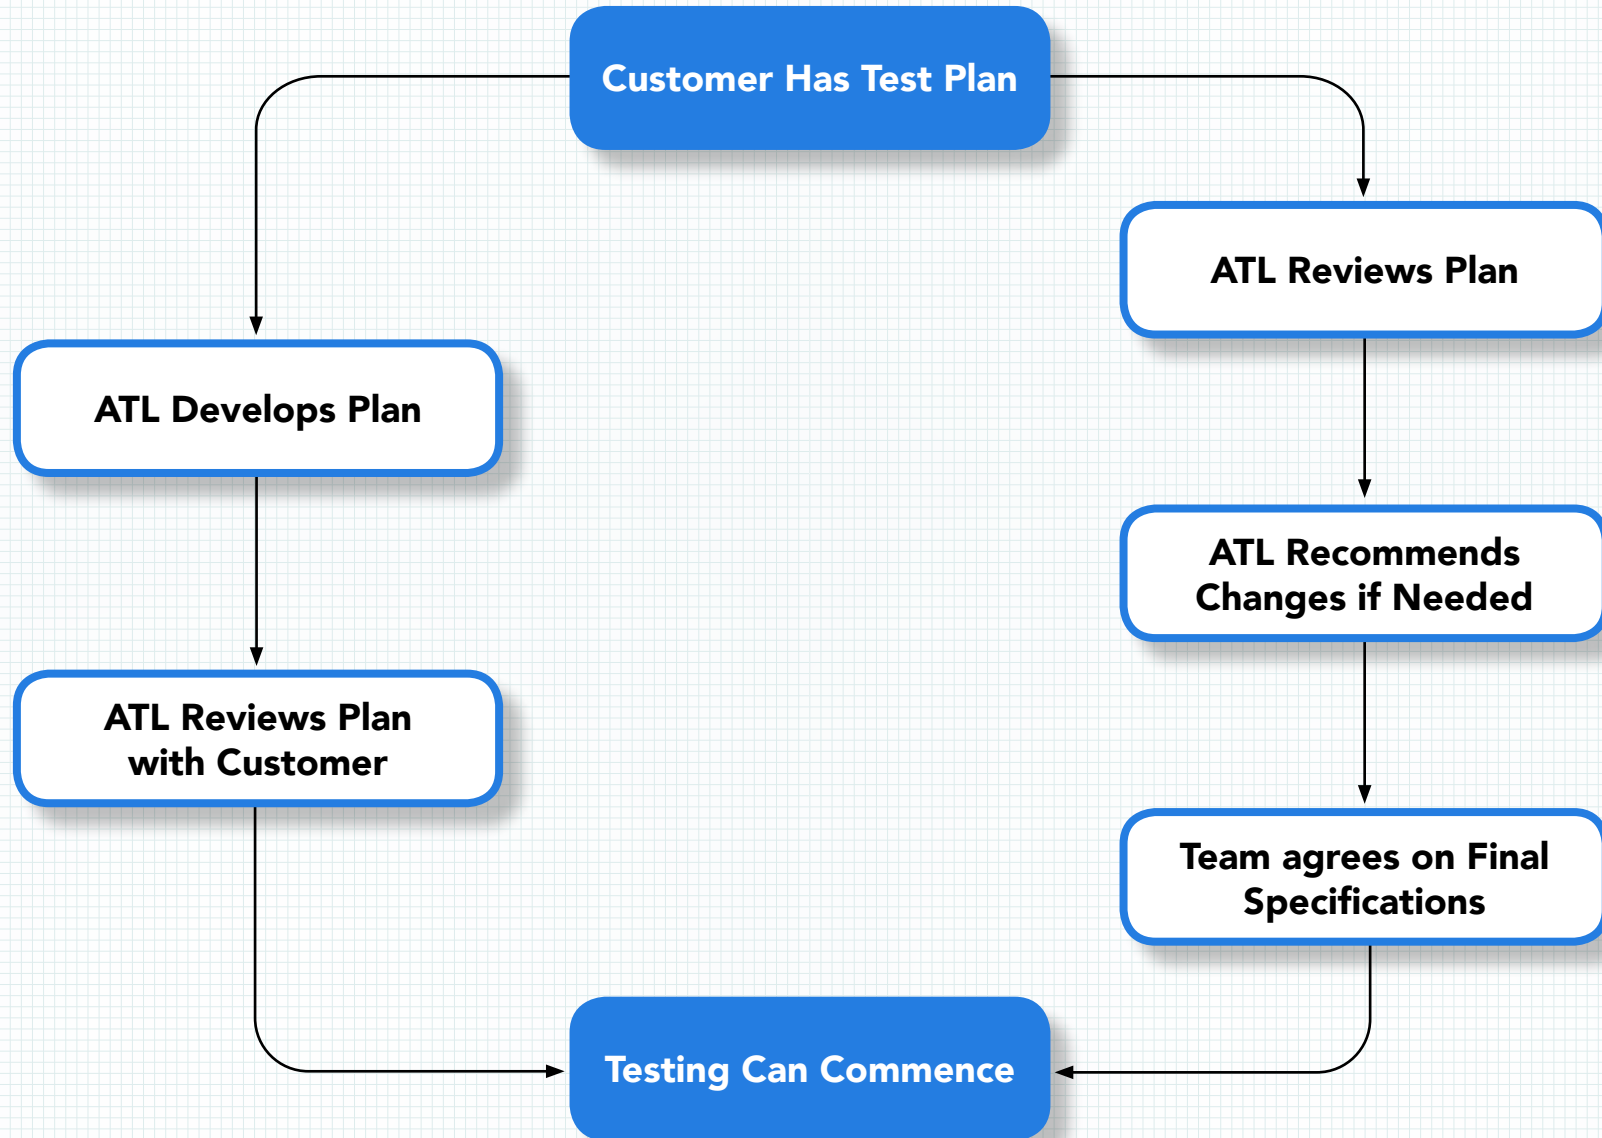 Customer Has Test Plan
ATL Reviews Plan
ATL Develops Plan
ATL Recommends
Changes if Needed
ATL Reviews Plan
with Customer
Team agrees on Final
Specifications
Testing Can Commence